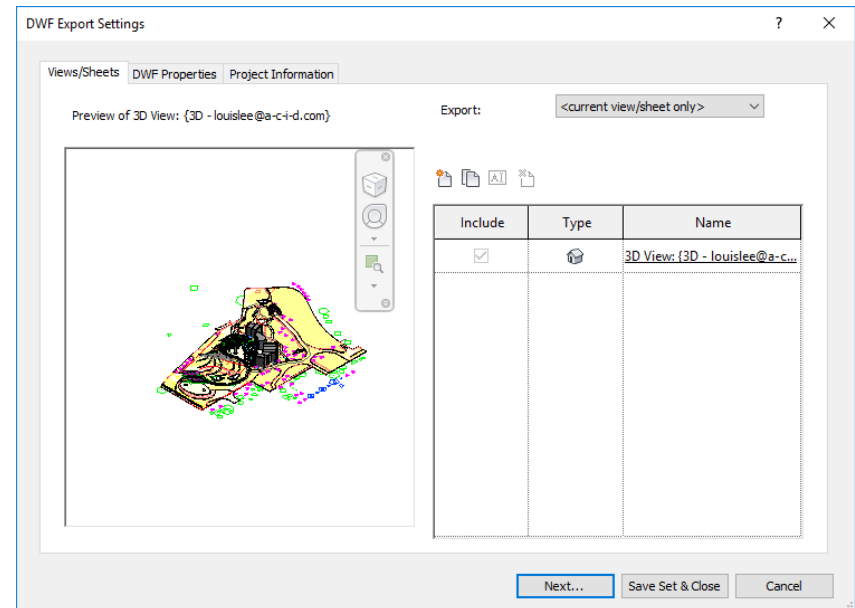 DWF Export Settings
?
Views/Sheets DWF Properties Project Information
Preview of 3D View: {3D - louislee@a-c-i-d.com}
Export: <current view/sheet only>
Include Type Name
3D View: {3D - louislee@a-c...
Next... Save Set & Close Cancel